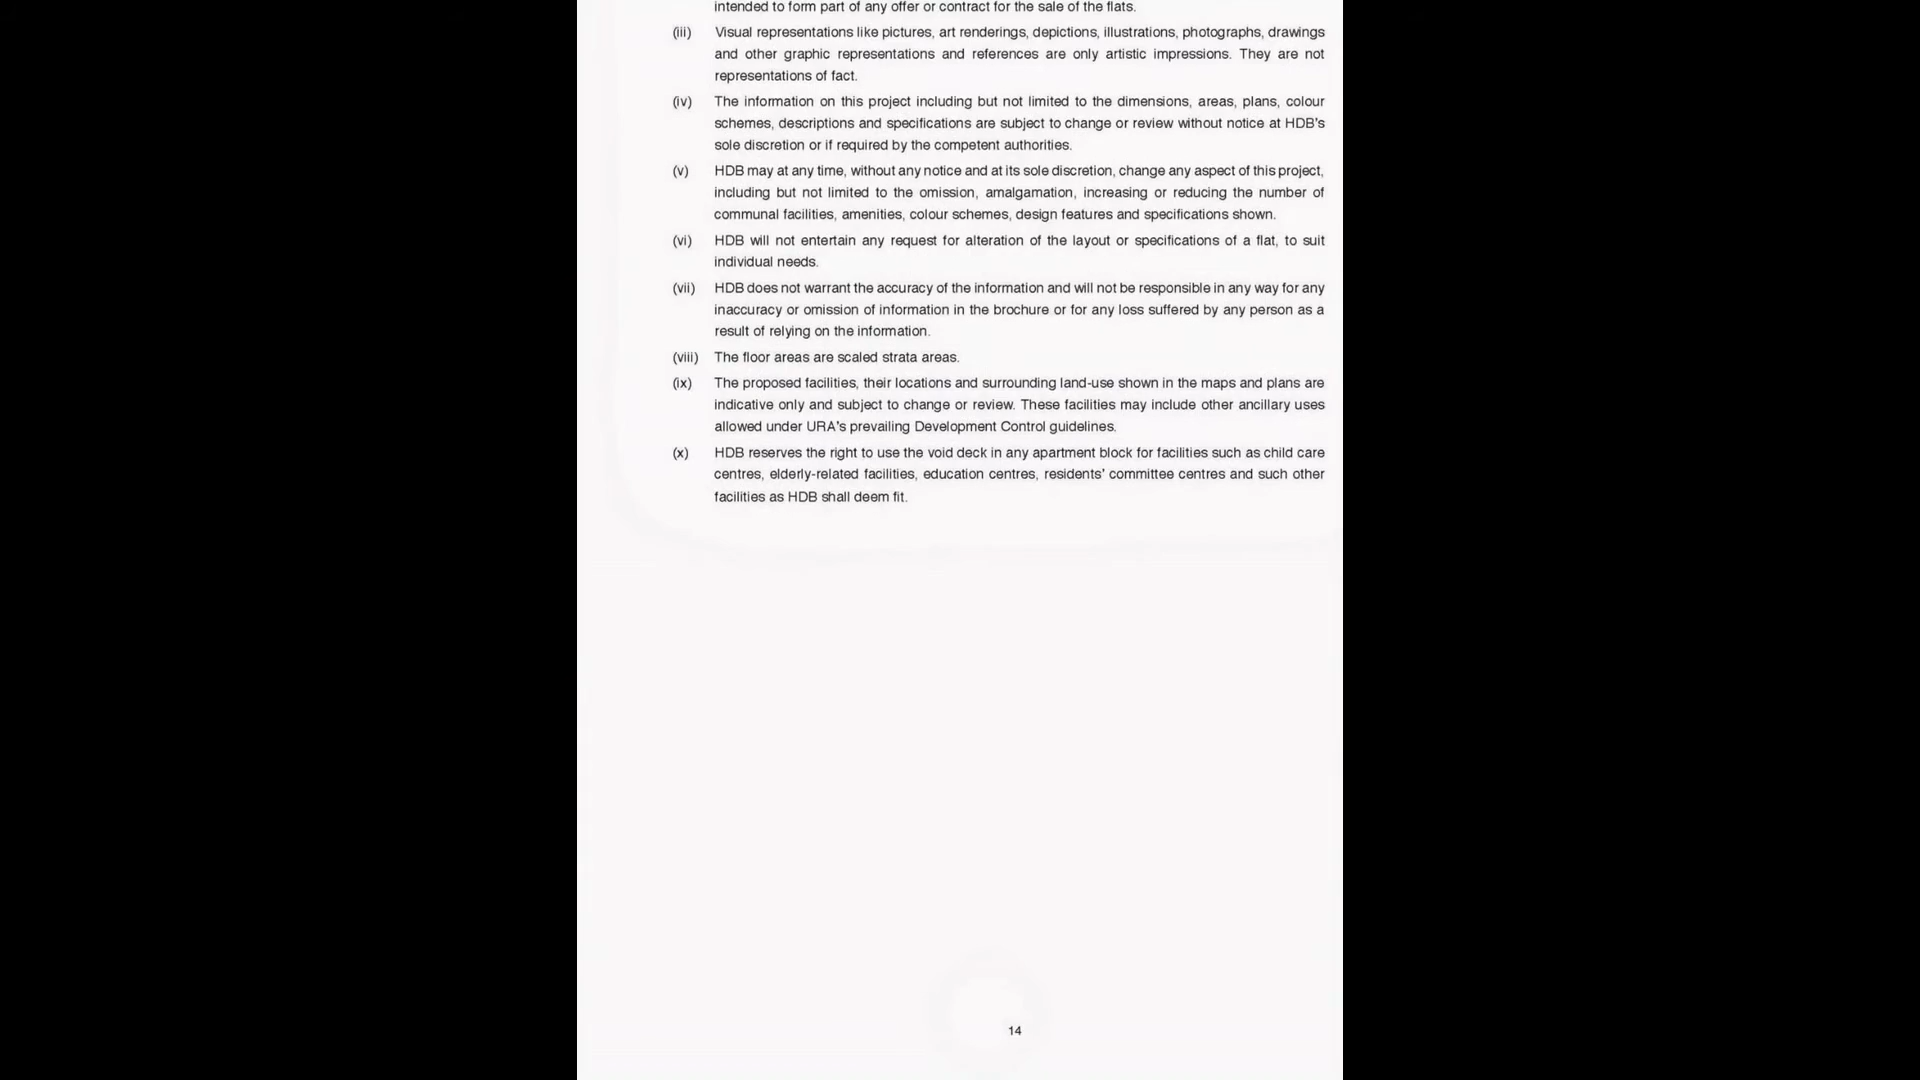 intended to form part of any offer or contract for the sale of the flats.
(iii) Visual representations like pictures, art renderings, depictions, illustrations, photographs, drawings
and other graphic representations and references are only artistic impressions. They are not
representations of fact.
(iv) The information on this project including but not limited to the dimensions, areas, plans, colour
schemes, descriptions and specifications are subject to change or review without notice at HDB's
sole discretion or if required by the competent authorities.
(v) HDB may at any time, without any notice and at its sole discretion, change any aspect of this project,
including but not limited to the omission, amalgamation, increasing or reducing the number of
communal facilities, amenities, colour schemes, design features and specifications shown.
(vi) HDB will not entertain any request for alteration of the layout or specifications of a flat, to suit
individual needs.
(vii) HDB does not warrant the accuracy of the information and will not be responsible in any way for any
inaccuracy or omission of information in the brochure or for any loss suffered by any person as a
result of relying on the information.
(viii) The floor areas are scaled strata areas.
(ix) The proposed facilities, their locations and surrounding land-use shown in the maps and plans are
indicative only and subject to change or review. These facilities may include other ancillary uses
allowed under URA's prevailing Development Control guidelines.
(x) HDB reserves the right to use the void deck in any apartment block for facilities such as child care
centres, elderly-related facilities, education centres, residents' committee centres and such other
facilities as HDB shall deem fit.
14